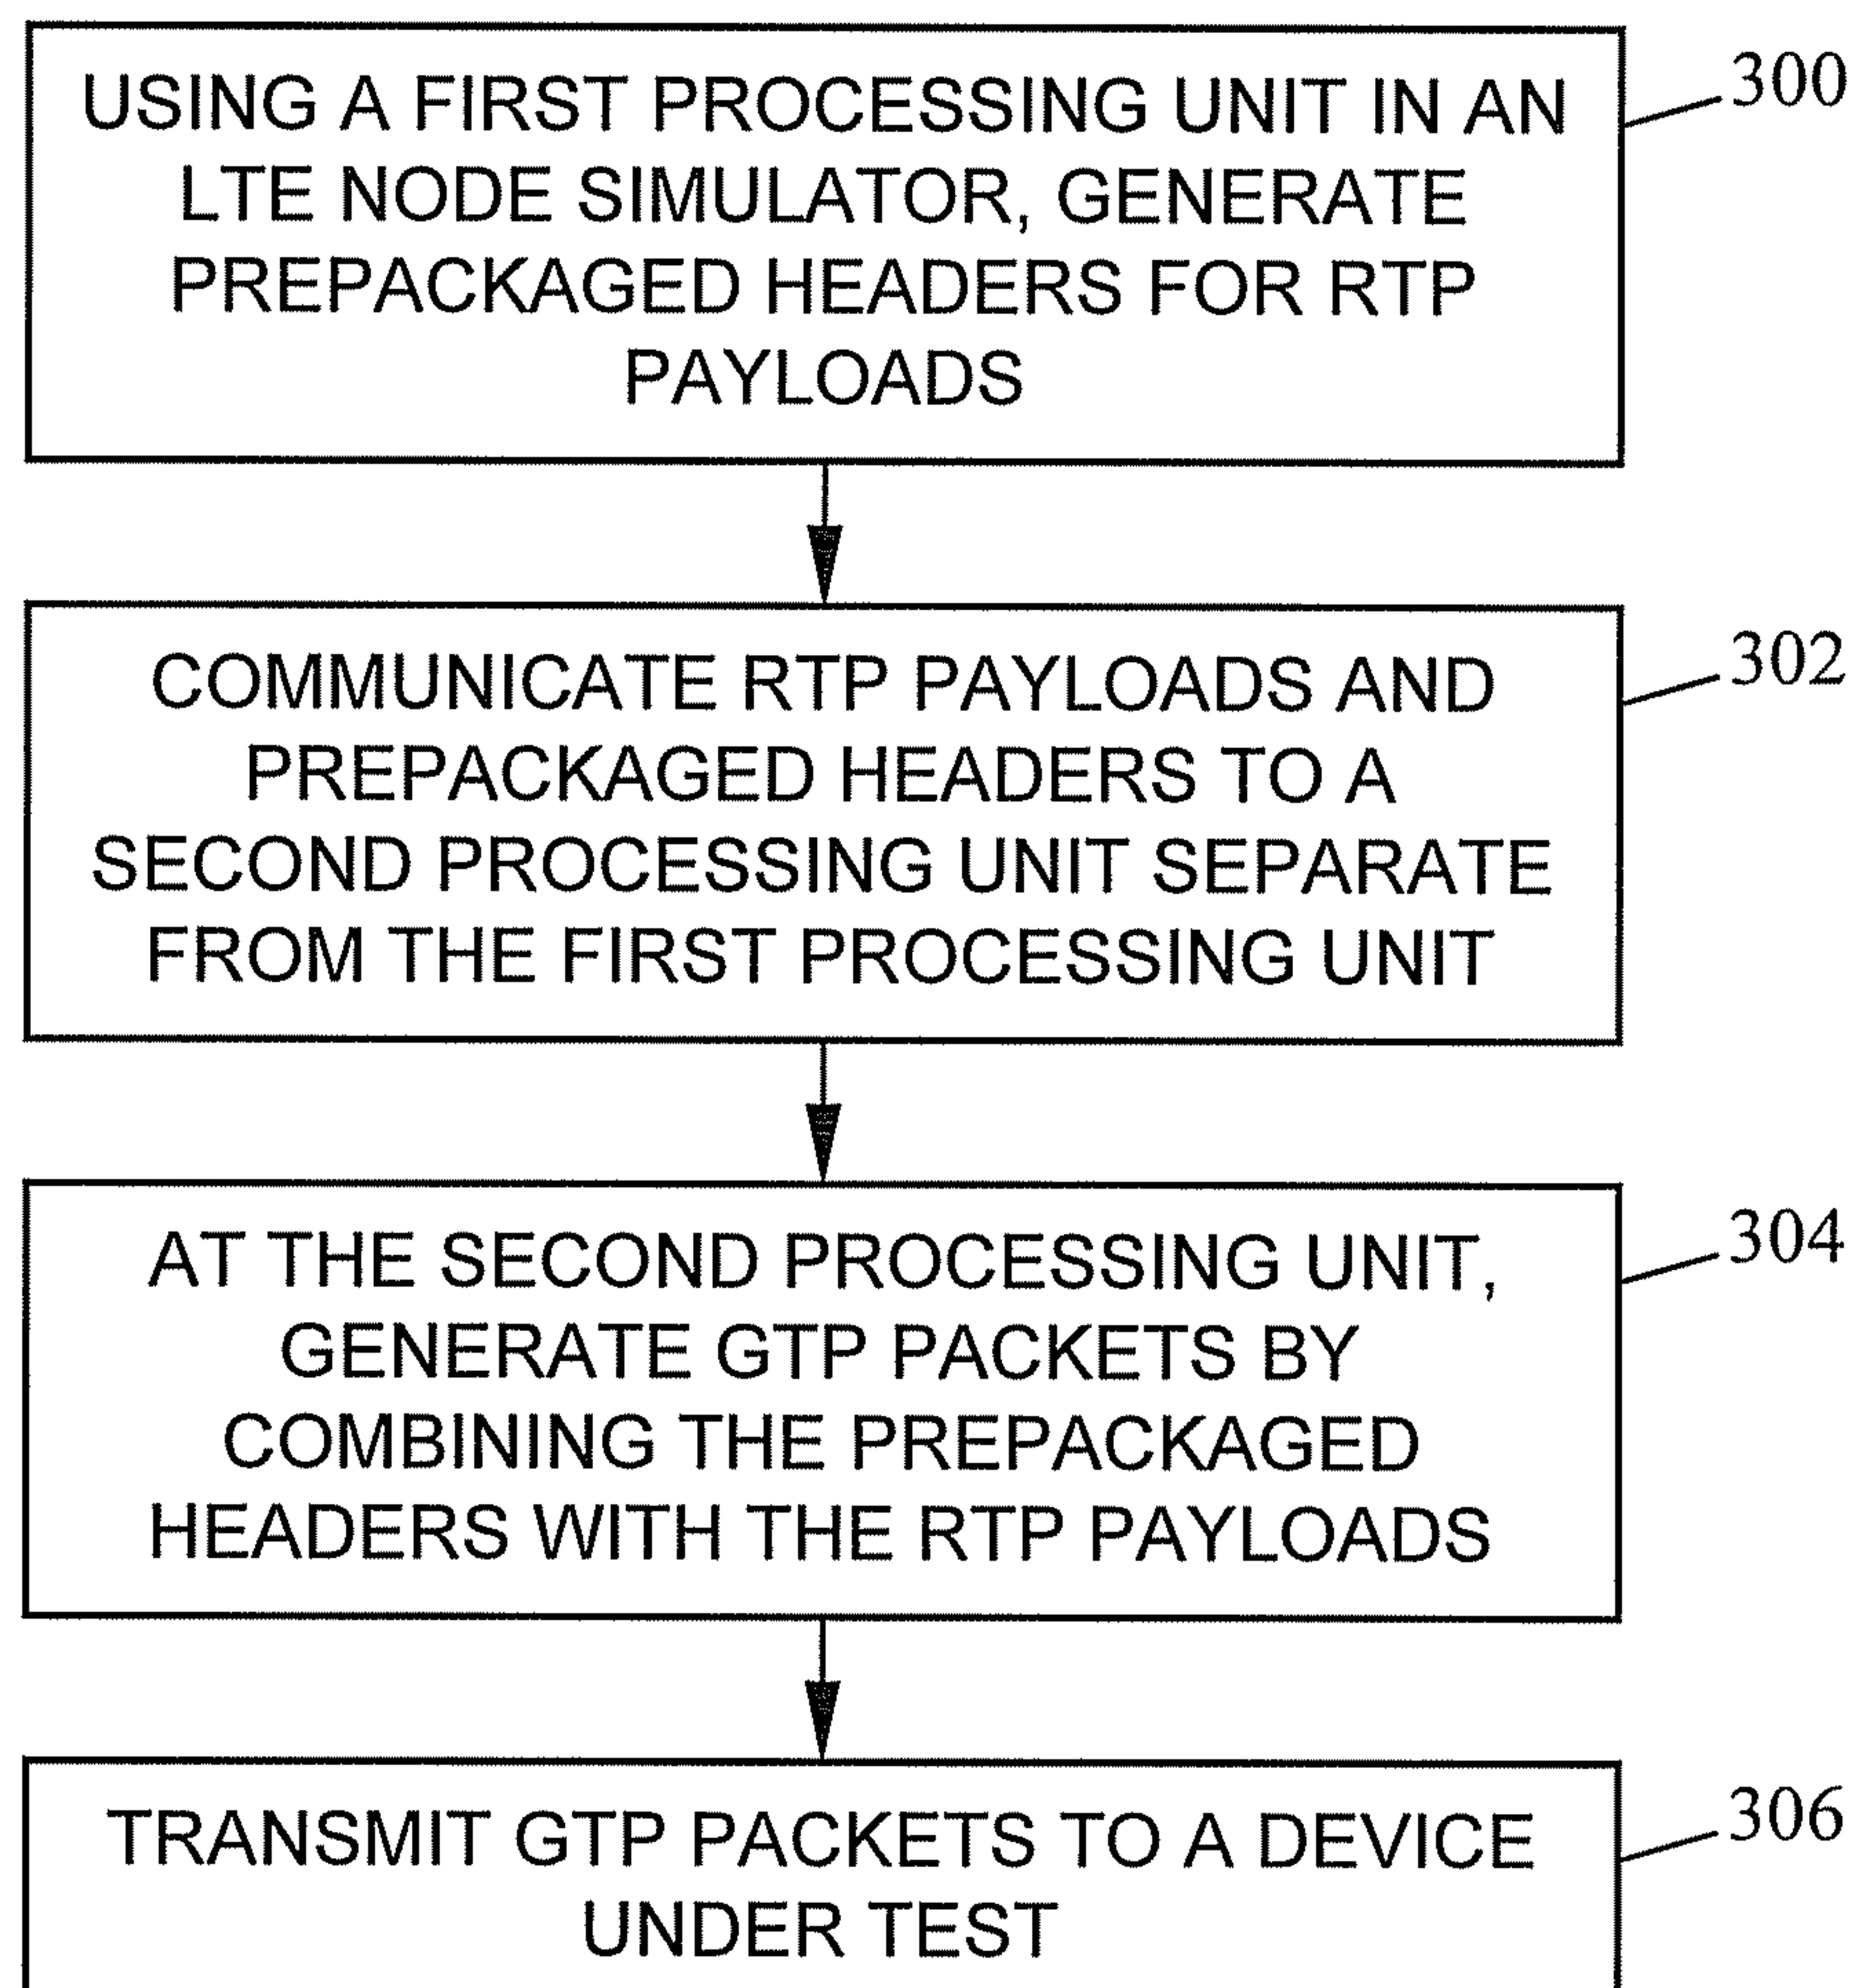 USING A FIRST PROCESSING UNIT IN AN
LTE NODE SIMULATOR, GENERATE
PREPACKAGED HEADERS FOR RTP
PAYLOADS
300
COMMUNICATE RTP PAYLOADS AND
PREPACKAGED HEADERS TO A
SECOND PROCESSING UNIT SEPARATE
FROM THE FIRST PROCESSING UNIT
302
AT THE SECOND PROCESSING UNIT,
GENERATE GTP PACKETS BY
COMBINING THE PREPACKAGED
HEADERS WITH THE RTP PAYLOADS
304
TRANSMIT GTP PACKETS TO A DEVICE
UNDER TEST
306